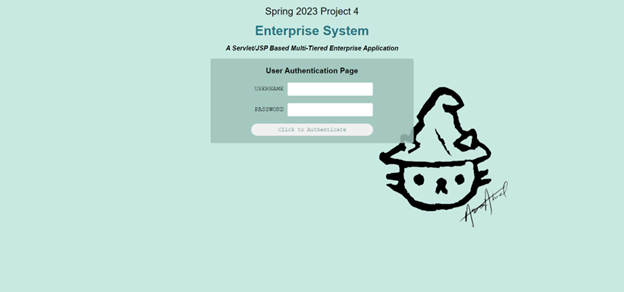 Spring 2023 Project 4
Enterprise System
A Servlet/JSP Based Multi-Tiered Enterprise Application
User Authentication Page
USERNAME
PASSWORD
Click to Authenticate